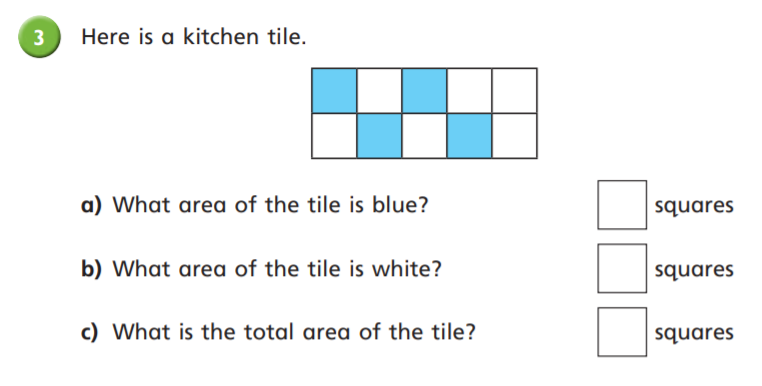 3 Here is a kitchen tile.
a) What area of the tile is blue? squares
b) What area of the tile is white? squares
c) What is the total area of the tile? squares